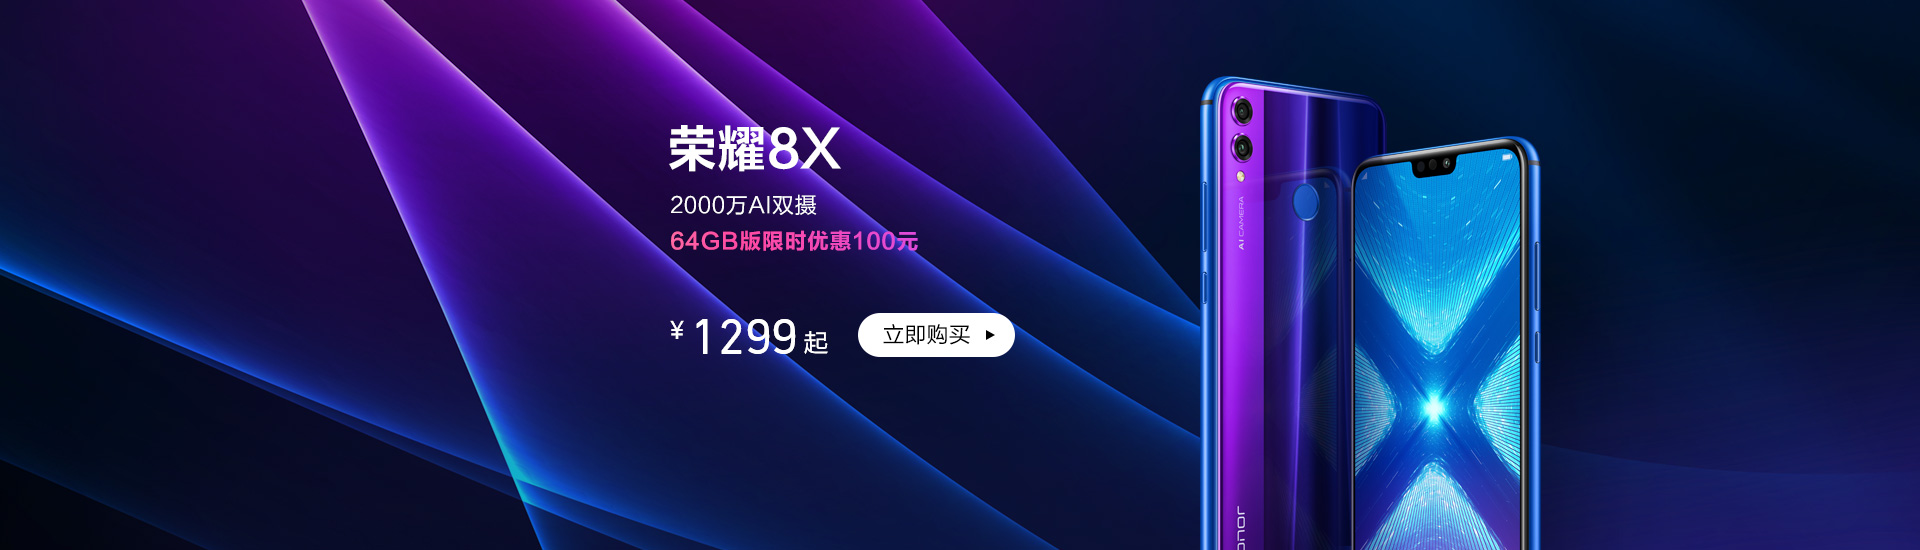 荣耀8X
2000万AI双摄
64GB版限时优惠100元
¥1299起
立即购买
AI CAMERA
onor